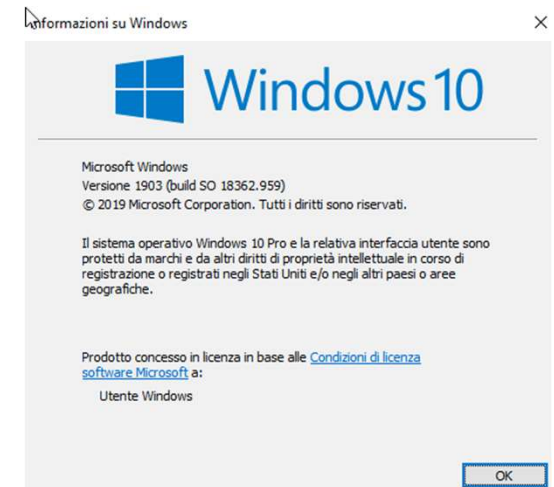 Informazioni su Windows
Windows 10
Microsoft Windows
Versione 1903 (build SO 18362.959)
© 2019 Microsoft Corporation. Tutti i diritti sono riservati.
Il sistema operativo Windows 10 Pro e la relativa interfaccia utente sono
protetti da marchi e da altri diritti di proprietà intellettuale in corso di
registrazione o registrati negli Stati Uniti e/o negli altri paesi o aree
geografiche.
Prodotto concesso in licenza in base alle Condizioni di licenza
software Microsoft a:
Utente Windows
OK